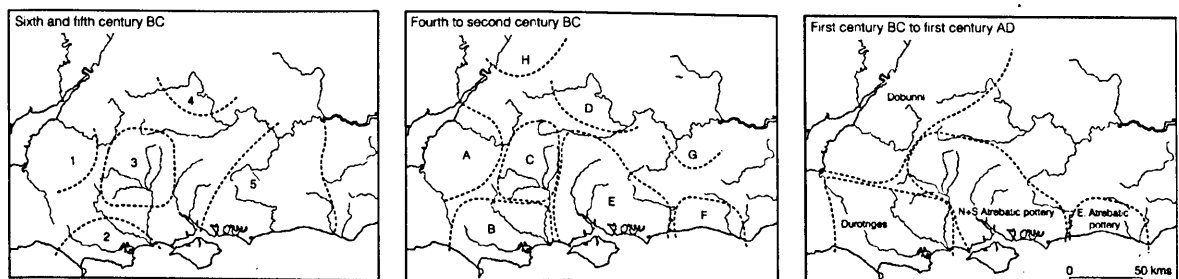 Sixth and fifth century BC
4
1
3
5
2
Fourth to second century BC
H
D
G
A
C
E
F
B
First century BC to first century AD
Dobunni
N+S Atrebatic pottery
E. Atrebatic
pottery
Durotriges
0 50 kms